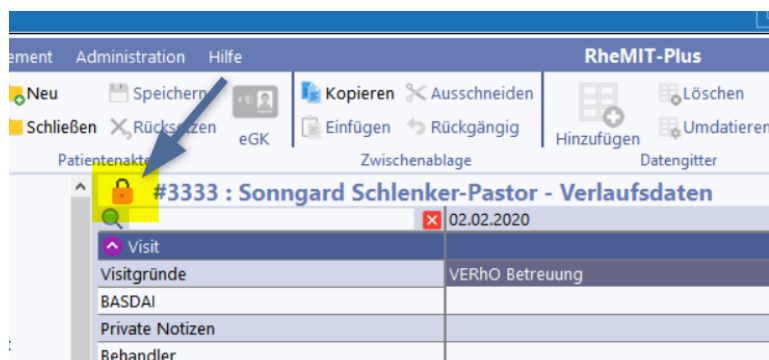 ement Administration Hilfe RheMIT-Plus
Neu Speichern Kopieren Ausschneiden Löschen
Schließen Rücksetzen eGK Einfügen Rückgängig Hinzufügen Umdatieren
Patientenakte Zwischenablage Datengitter
#3333 : Sonngard Schlenker-Pastor - Verlaufsdaten
02.02.2020
Visit
Visitgründe VERhO Betreuung
BASDAI
Private Notizen
Behandler